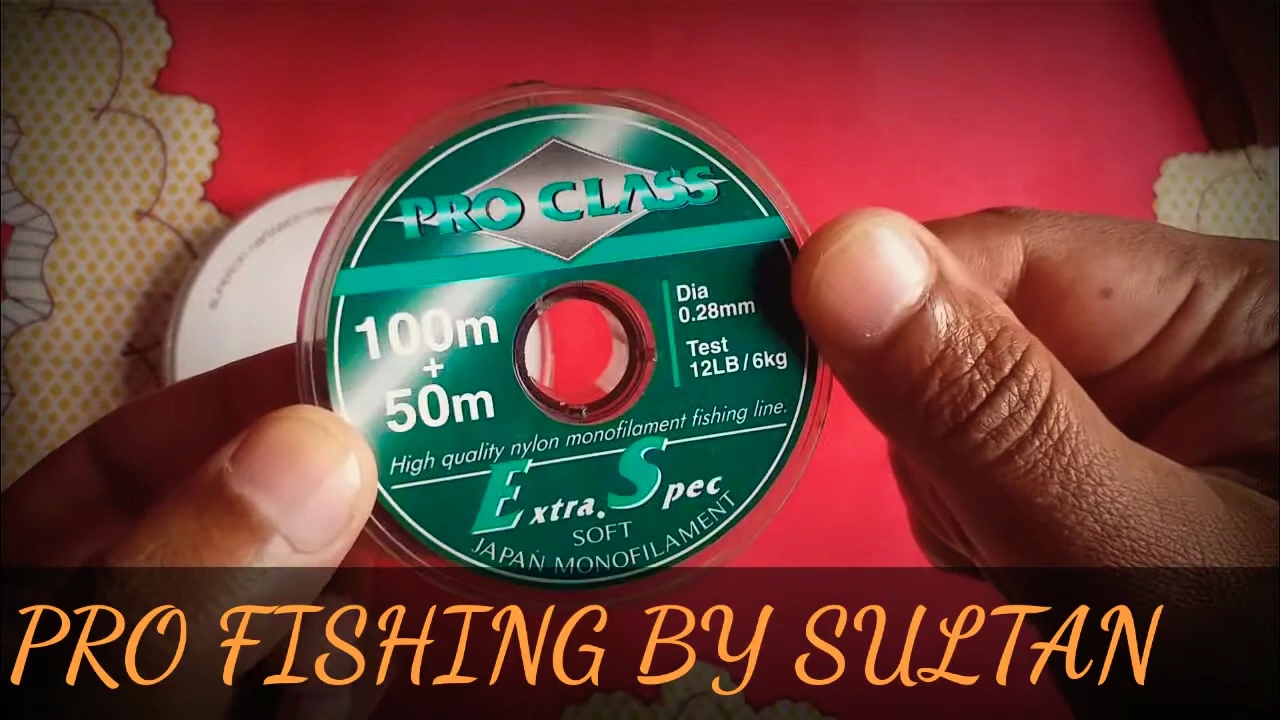 PRO CLASS
100m
+
50m
Dia
0.28mm
Test
12LB / 6kg
High quality nylon monofilament fishing line.
Extra. Spec
SOFT
JAPAN MONOFILAMENT
PRO FISHING BY SULTAN